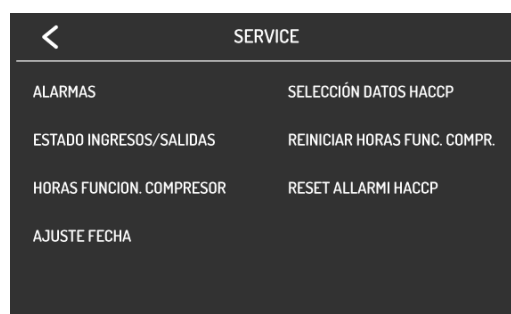 SERVICE
ALARMAS
SELECCIÓN DATOS HACCP
ESTADO INGRESOS/SALIDAS
REINICIAR HORAS FUNC. COMPR.
HORAS FUNCION. COMPRESOR
RESET ALLARMI HACCP
AJUSTE FECHA